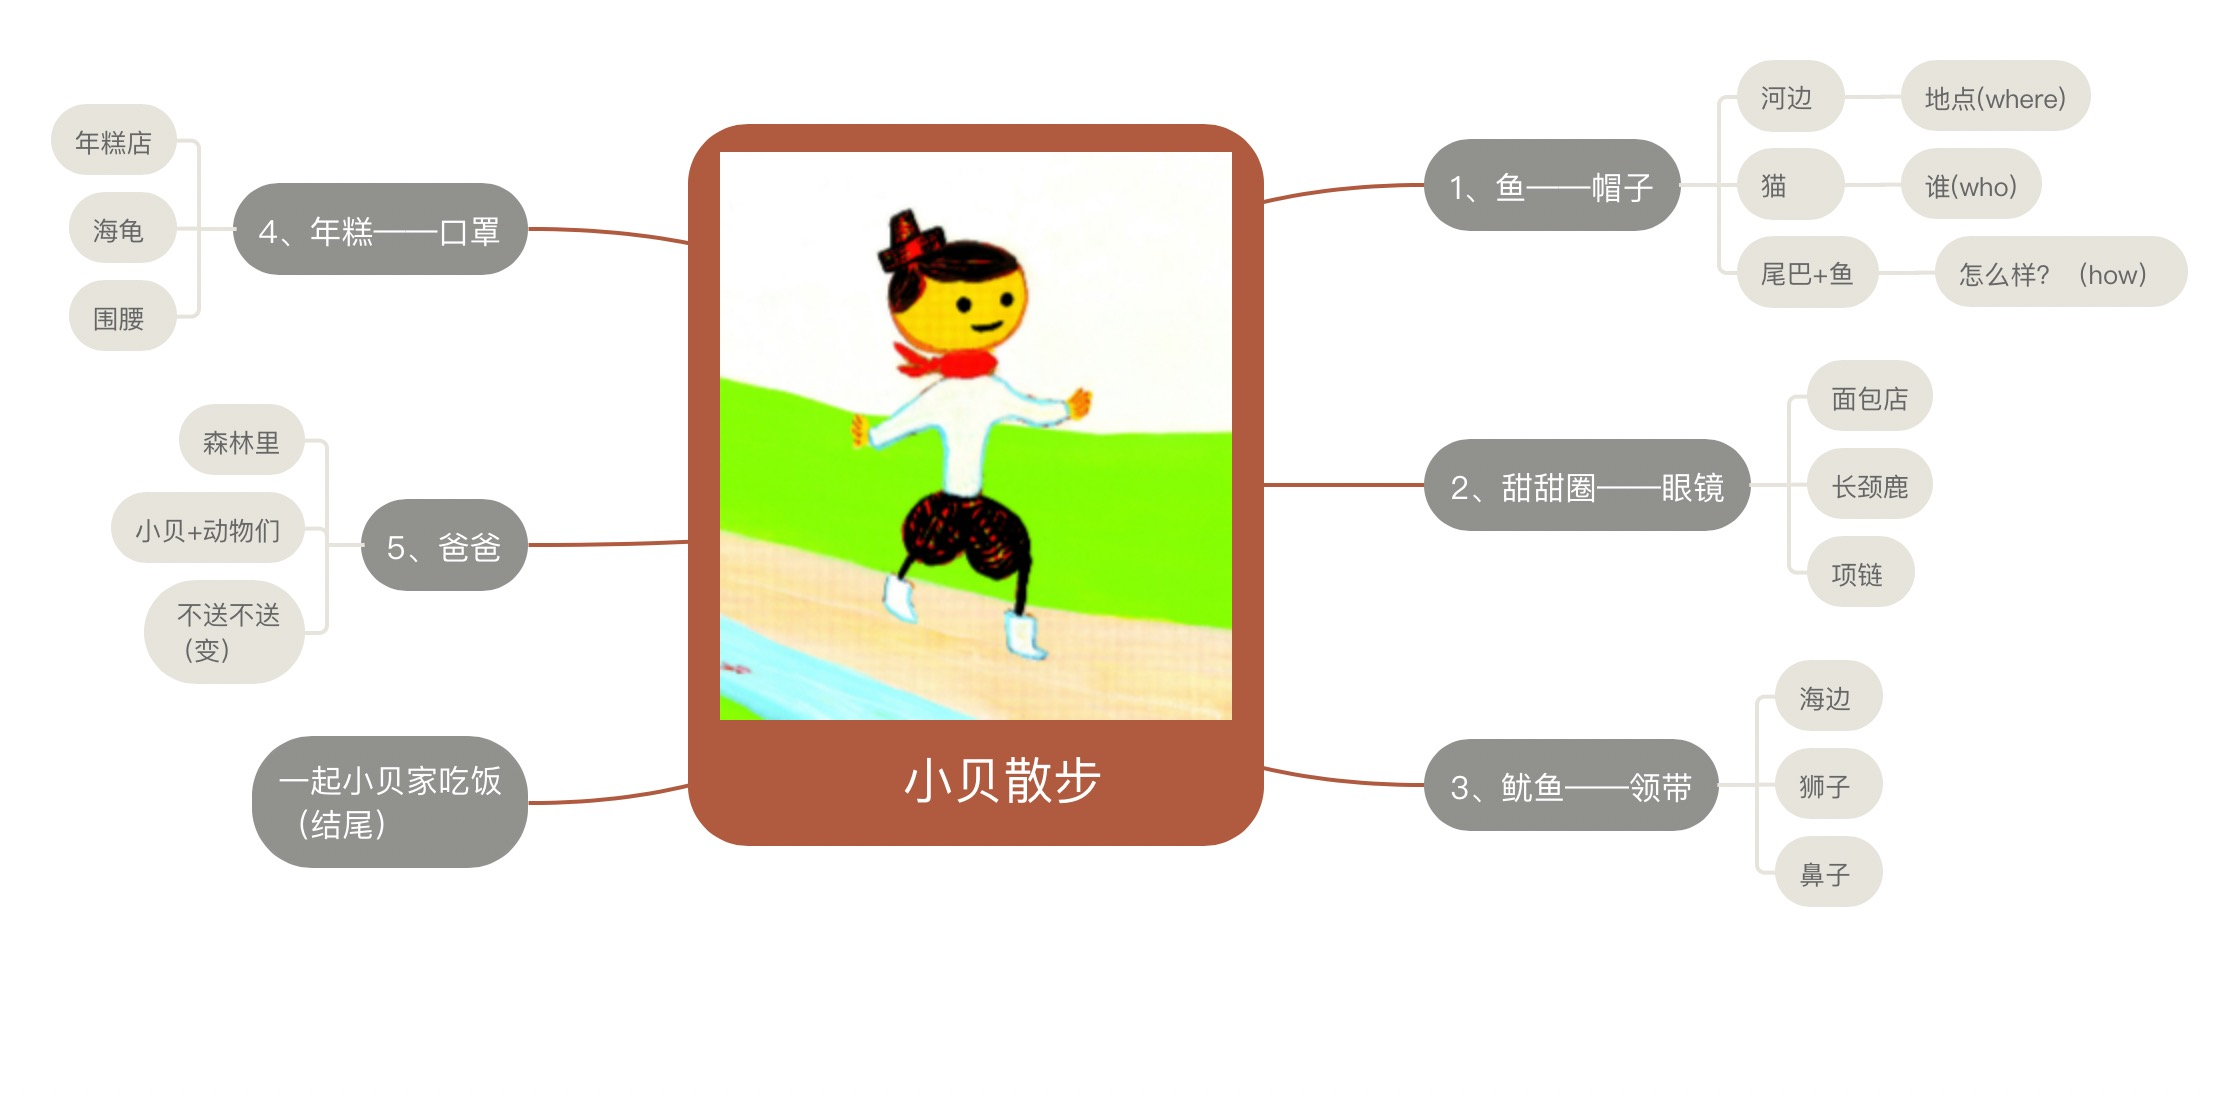 小贝散步
1、鱼——帽子
河边
地点(where)
猫
谁(who)
尾巴+鱼
怎么样？（how）
2、甜甜圈——眼镜
面包店
长颈鹿
项链
3、鱿鱼——领带
海边
狮子
鼻子
4、年糕——口罩
年糕店
海龟
围腰
5、爸爸
森林里
小贝+动物们
不送不送
（变）
一起小贝家吃饭
（结尾）